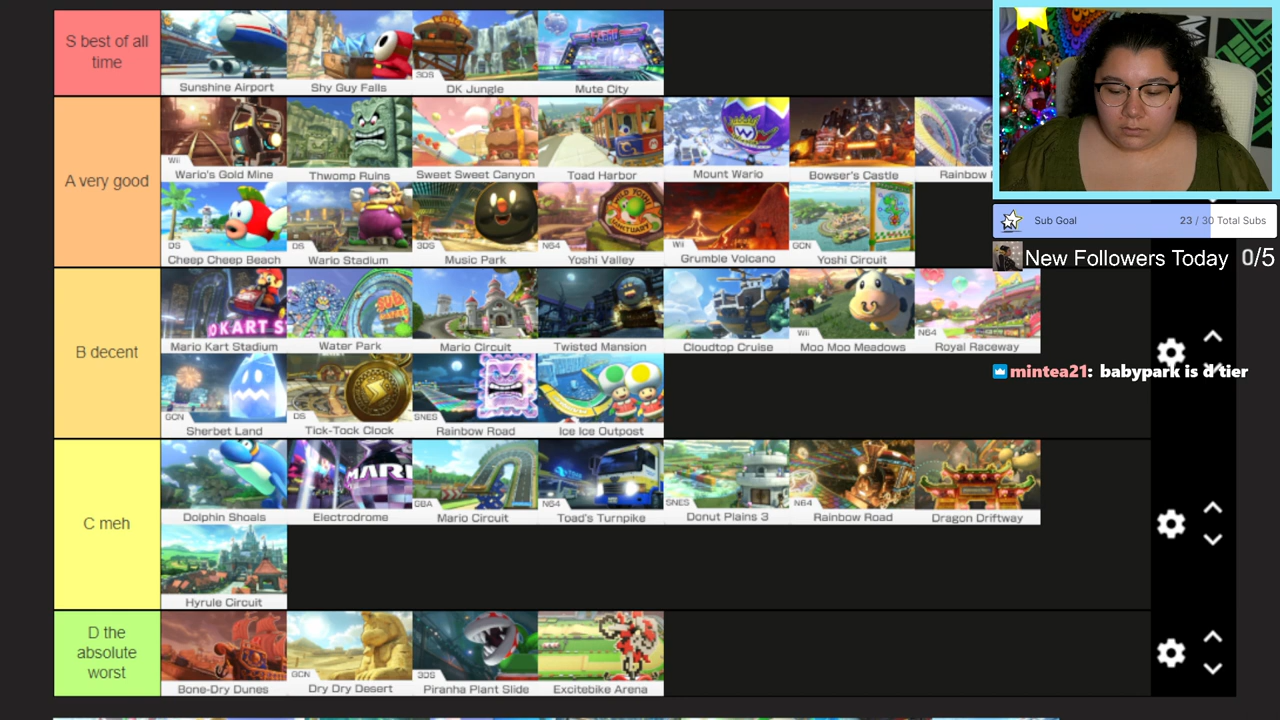 S best of all
time
Sunshine Airport
Shy Guy Falls
3DS
DK Jungle
Mute City
A very good
Wii
Wario's Gold Mine
Thwomp Ruins
Sweet Sweet Canyon
Toad Harbor
Mount Wario
Bowser's Castle
Rainbow
DS
Cheep Cheep Beach
DS
Wario Stadium
3DS
Music Park
N64
Yoshi Valley
Wii
Grumble Volcano
GCN
Yoshi Circuit
Sub Goal
23 / 30 Total Subs
New Followers Today 0/5
B decent
Mario Kart Stadium
Water Park
Mario Circuit
Twisted Mansion
Cloudtop Cruise
Wii
Moo Moo Meadows
N64
Royal Raceway
mintea21: babypark is d tier
GCN
Sherbet Land
DS
Tick-Tock Clock
SNES
Rainbow Road
Ice Ice Outpost
C meh
Dolphin Shoals
Electrodrome
GBA
Mario Circuit
N64
Toad's Turnpike
SNES
Donut Plains 3
N64
Rainbow Road
Dragon Driftway
Hyrule Circuit
D the
absolute
worst
Bone-Dry Dunes
GCN
Dry Dry Desert
3DS
Piranha Plant Slide
Excitebike Arena